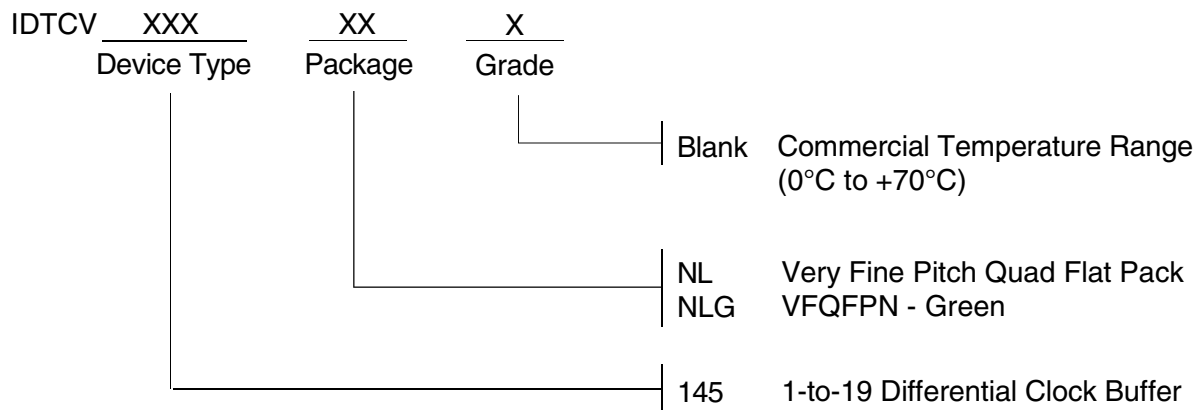 IDTCV XXX XX X
Device Type Package Grade
Blank Commercial Temperature Range
(0°C to +70°C)
NL Very Fine Pitch Quad Flat Pack
NLG VFQFPN - Green
145 1-to-19 Differential Clock Buffer